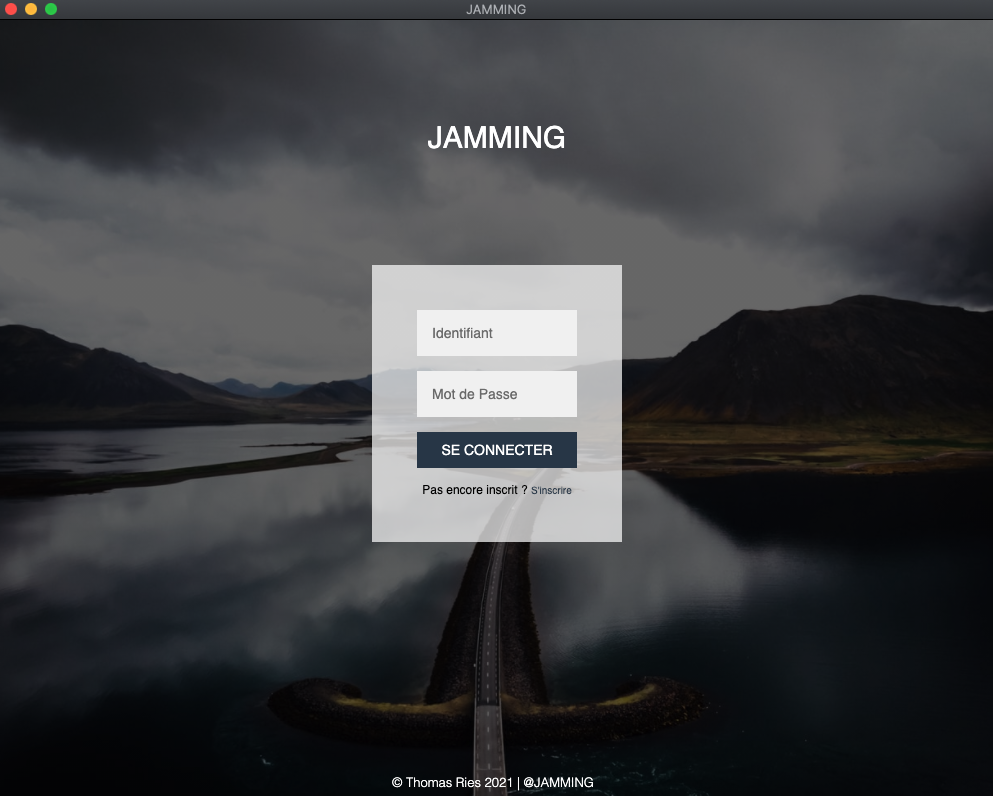 JAMMING
JAMMING
Identifiant
Mot de Passe
SE CONNECTER
Pas encore inscrit ? S'inscrire
© Thomas Ries 2021 | @JAMMING